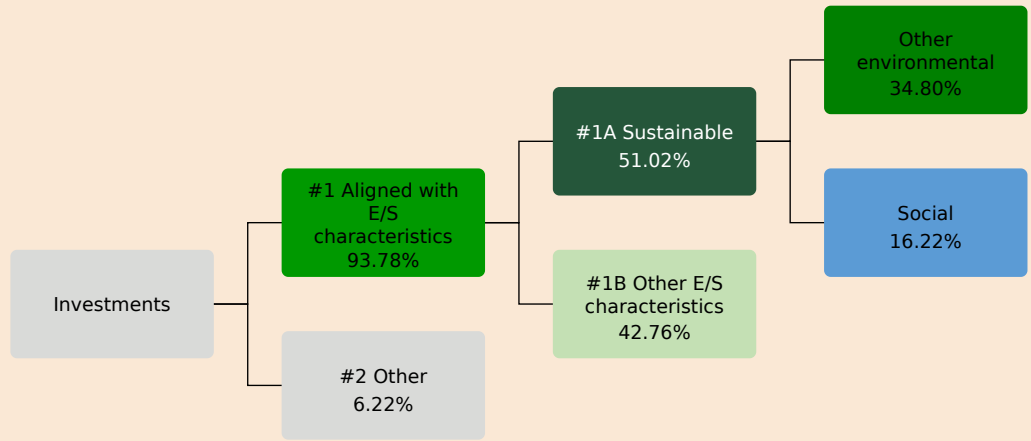 Investments
#1 Aligned with
E/S
characteristics
93.78%
#2 Other
6.22%
#1A Sustainable
51.02%
#1B Other E/S
characteristics
42.76%
Other
environmental
34.80%
Social
16.22%